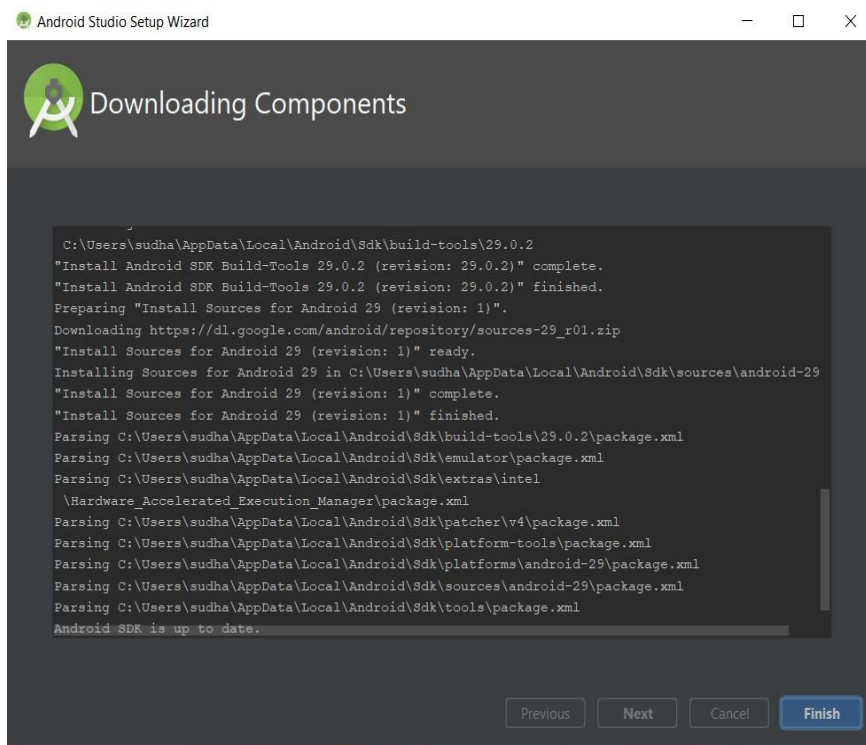 Android Studio Setup Wizard
Downloading Components
C:\Users\sudha\AppData\Local\Android\Sdk\build-tools\29.0.2
"Install Android SDK Build-Tools 29.0.2 (revision: 29.0.2)" complete.
"Install Android SDK Build-Tools 29.0.2 (revision: 29.0.2)" finished.
Preparing "Install Sources for Android 29 (revision: 1)".
Downloading https://dl.google.com/android/repository/sources-29_r01.zip
"Install Sources for Android 29 (revision: 1)" ready.
Installing Sources for Android 29 in C:\Users\sudha\AppData\Local\Android\Sdk\sources\android-29
"Install Sources for Android 29 (revision: 1)" complete.
"Install Sources for Android 29 (revision: 1)" finished.
Parsing C:\Users\sudha\AppData\Local\Android\Sdk\build-tools\29.0.2\package.xml
Parsing C:\Users\sudha\AppData\Local\Android\Sdk\emulator\package.xml
Parsing C:\Users\sudha\AppData\Local\Android\Sdk\extras\intel
\Hardware_Accelerated_Execution_Manager\package.xml
Parsing C:\Users\sudha\AppData\Local\Android\Sdk\patcher\v4\package.xml
Parsing C:\Users\sudha\AppData\Local\Android\Sdk\platform-tools\package.xml
Parsing C:\Users\sudha\AppData\Local\Android\Sdk\platforms\android-29\package.xml
Parsing C:\Users\sudha\AppData\Local\Android\Sdk\sources\android-29\package.xml
Parsing C:\Users\sudha\AppData\Local\Android\Sdk\tools\package.xml
Android SDK is up to date.
Previous Next Cancel Finish